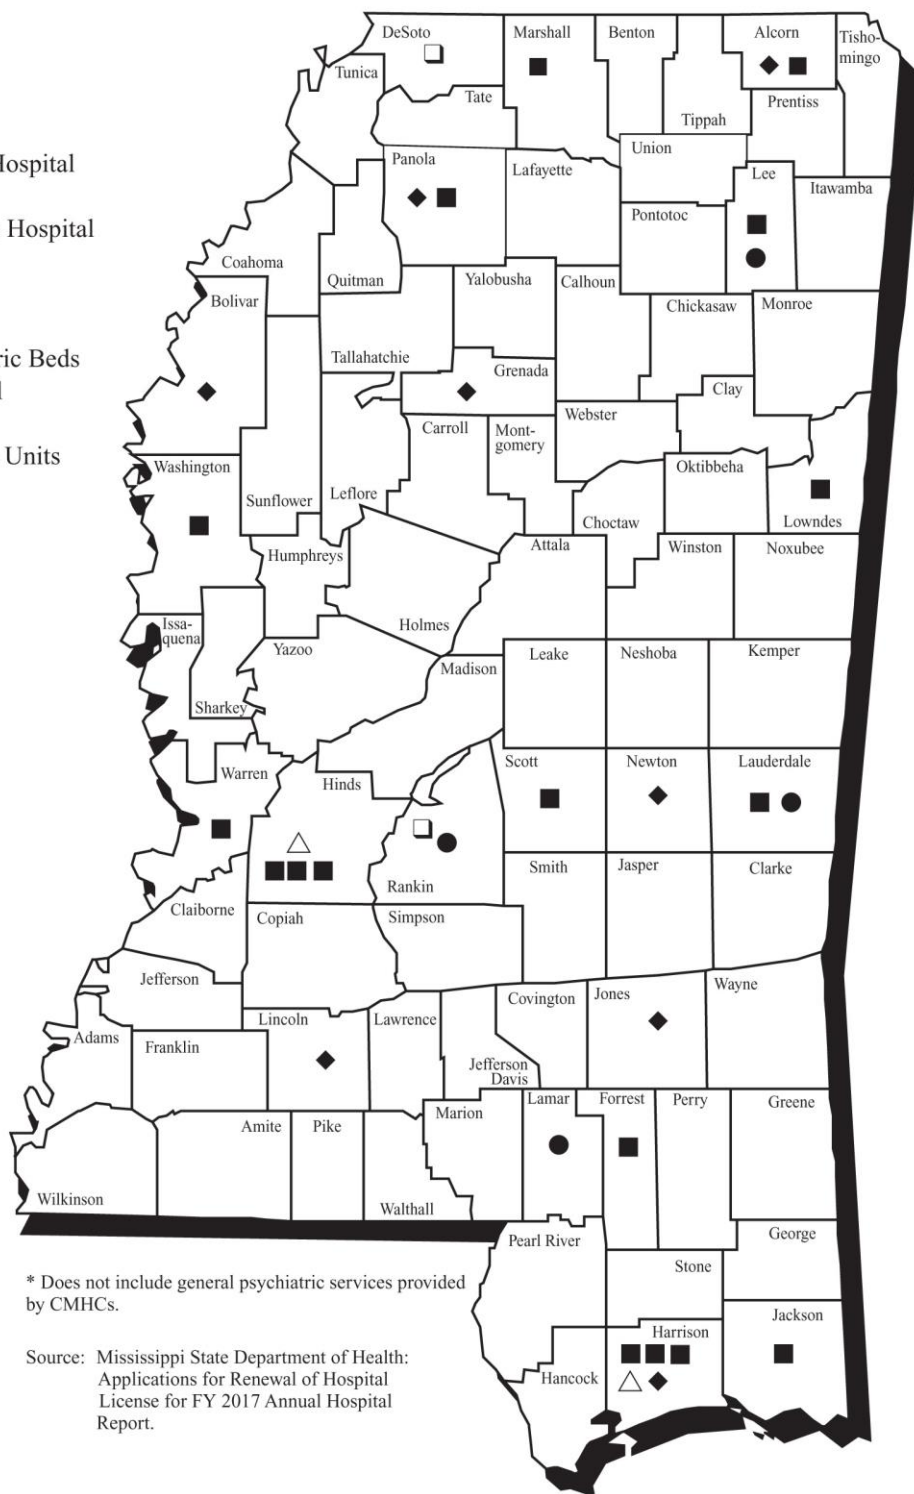 DeSoto
Marshall
Benton
Alcorn
Tisho-
mingo
Tunica
Tate
Tippah
Prentiss
Hospital
Panola
Lafayette
Union
Lee
Itawamba
Hospital
Pontotoc
Coahoma
Quitman
Yalobusha
Calhoun
Chickasaw
Monroe
Bolivar
Tallahatchie
Grenada
ric Beds
Clay
Webster
Carroll
Mont-
gomery
Units
Washington
Sunflower
Leflore
Oktibbeha
Choctaw
Lowndes
Humphreys
Attala
Winston
Noxubee
Holmes
Issa-
quena
Yazoo
Madison
Leake
Neshoba
Kemper
Sharkey
Warren
Hinds
Scott
Newton
Lauderdale
Rankin
Smith
Jasper
Clarke
Claiborne
Copiah
Simpson
Jefferson
Covington
Jones
Wayne
Adams
Franklin
Lincoln
Lawrence
Jefferson
Davis
Marion
Lamar
Forrest
Perry
Greene
Amite
Pike
Walthall
Wilkinson
Pearl River
George
Stone
* Does not include general psychiatric services provided
by CMHCs.
Jackson
Harrison
Hancock
Source: Mississippi State Department of Health:
Applications for Renewal of Hospital
License for FY 2017 Annual Hospital
Report.